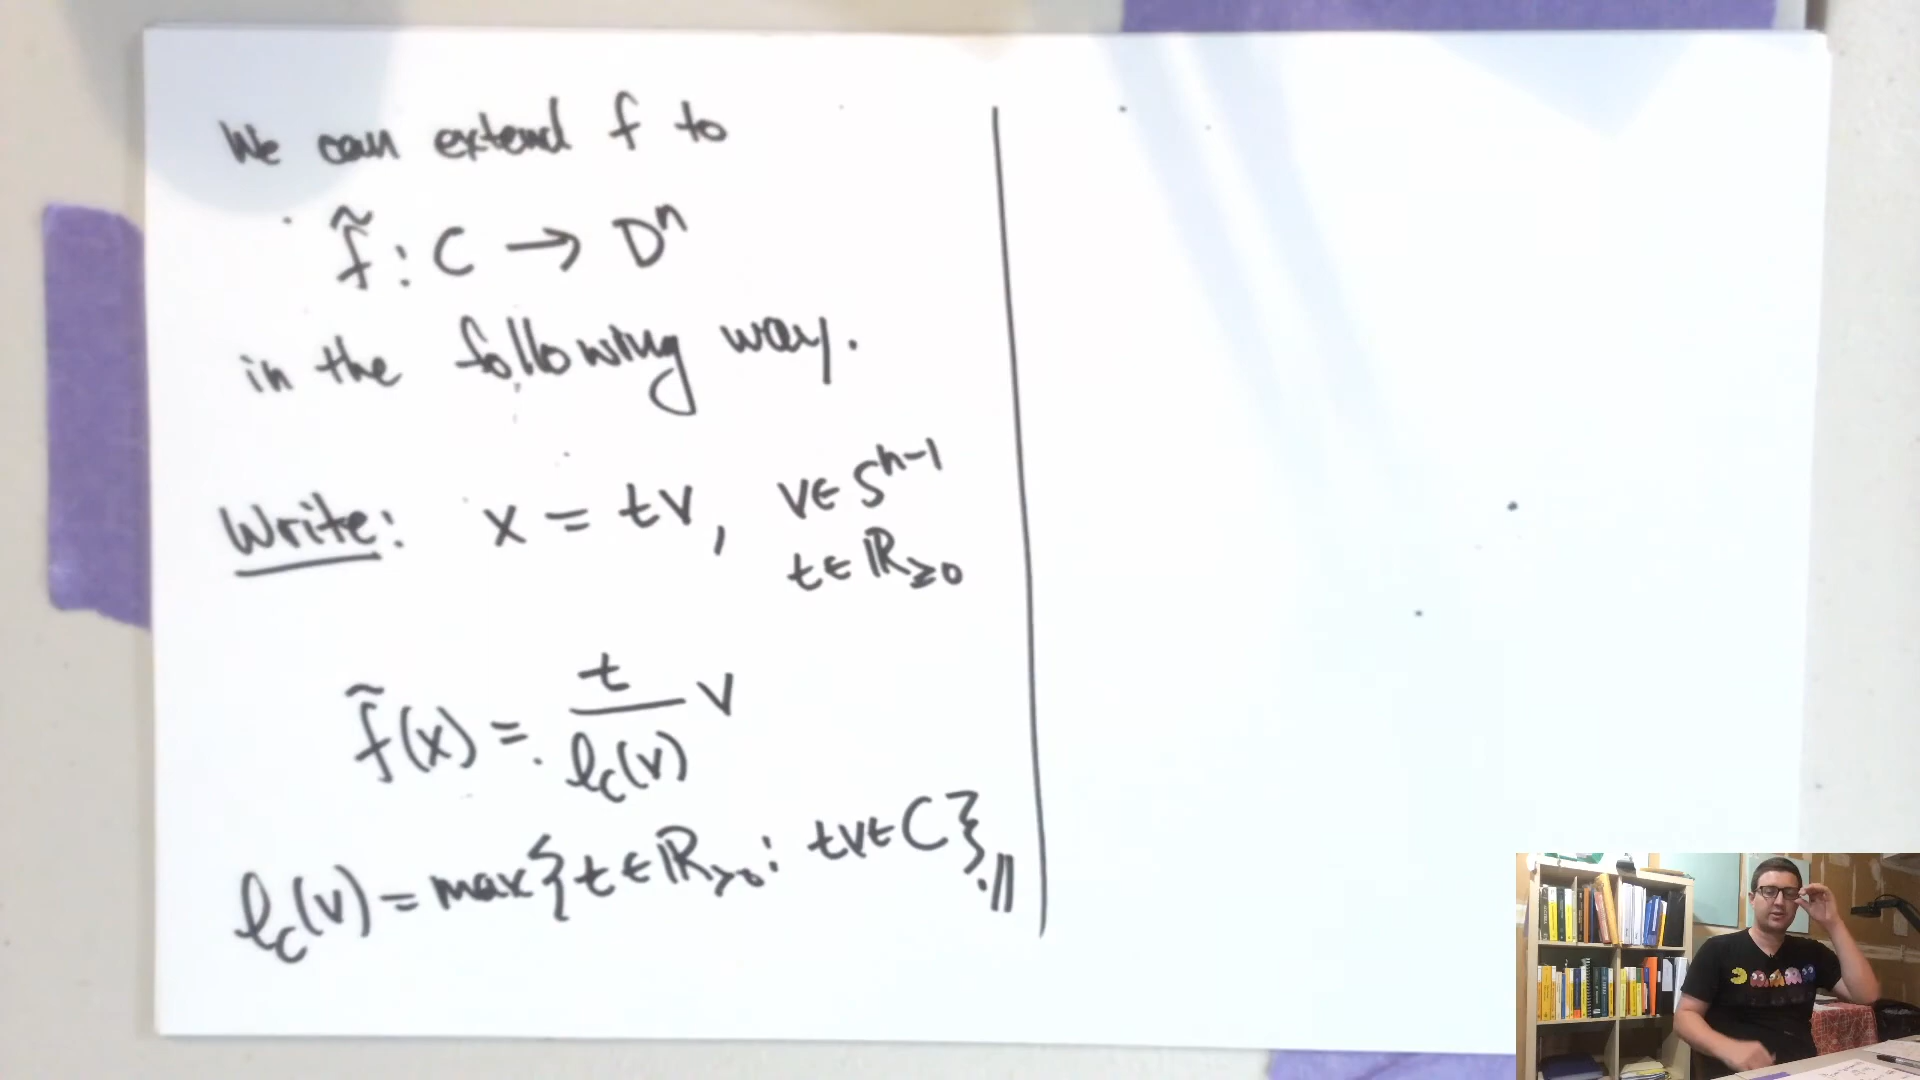 We can extend f to
f̃ : C → Dⁿ
in the following way.
Write: x = tv, v ∈ Sⁿ⁻¹
t ∈ ℝ≥0
f̃(x) = t/ℓ_C(v) v
ℓ_C(v) = max{t ∈ ℝ>0 : tv ∈ C}.//